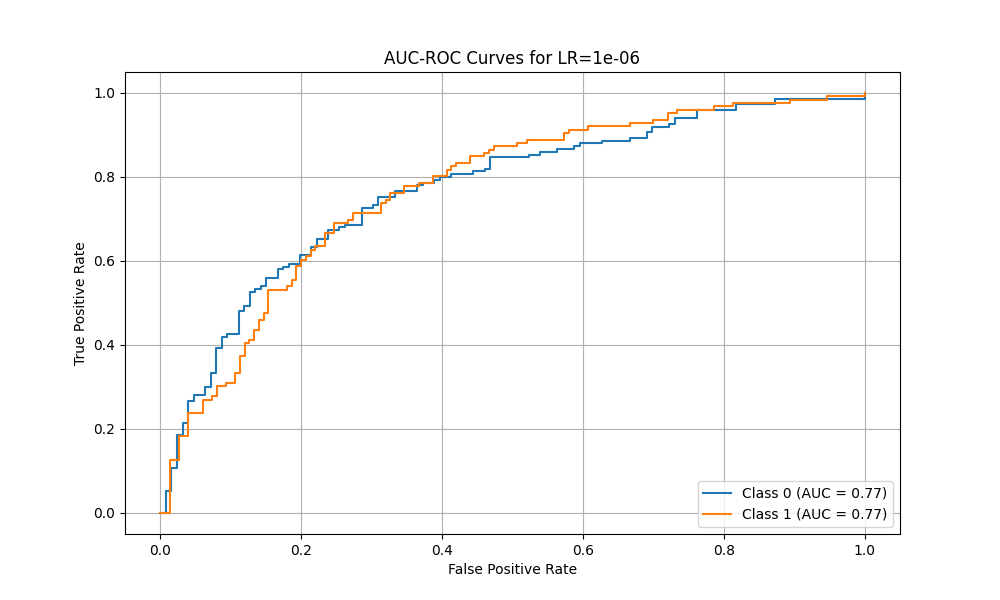 AUC-ROC Curves for LR=1e-06
True Positive Rate
1.0
0.8
0.6
0.4
0.2
0.0
Class 0 (AUC = 0.77)
Class 1 (AUC = 0.77)
0.0 0.2 0.4 0.6 0.8 1.0
False Positive Rate